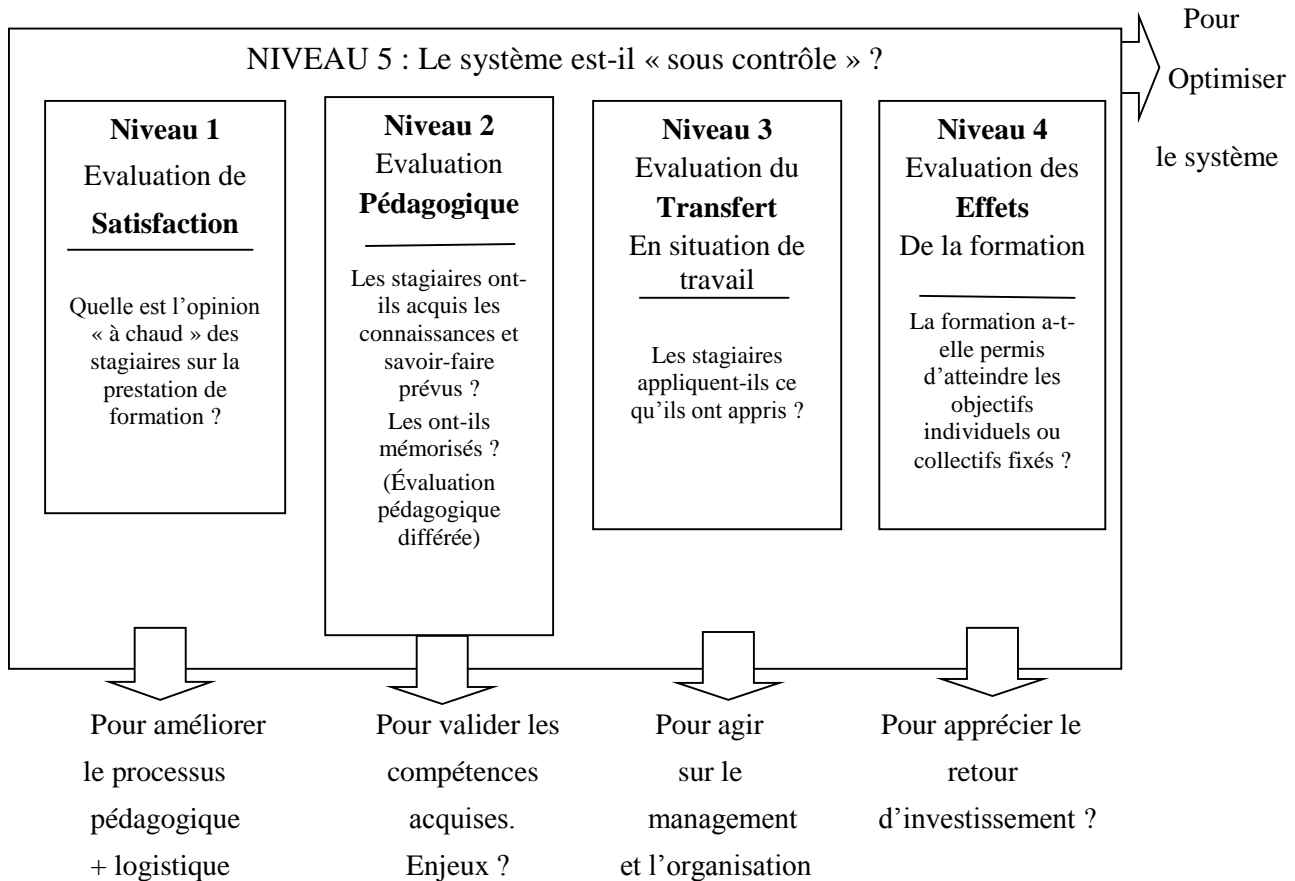 NIVEAU 5 : Le système est-il « sous contrôle » ?
Pour
Optimiser
le système
Niveau 1
Evaluation de
Satisfaction
Quelle est l’opinion
« à chaud » des
stagiaires sur la
prestation de
formation ?
Niveau 2
Evaluation
Pédagogique
Les stagiaires ont-
ils acquis les
connaissances et
savoir-faire
prévus ?
Les ont-ils
mémorisés ?
(Évaluation
pédagogique
différée)
Niveau 3
Evaluation du
Transfert
En situation de
travail
Les stagiaires
appliquent-ils ce
qu’ils ont appris ?
Niveau 4
Evaluation des
Effets
De la formation
La formation a-t-
elle permis
d’atteindre les
objectifs
individuels ou
collectifs fixés ?
Pour améliorer
le processus
pédagogique
+ logistique
Pour valider les
compétences
acquises.
Enjeux ?
Pour agir
sur le
management
et l’organisation
Pour apprécier le
retour
d’investissement ?